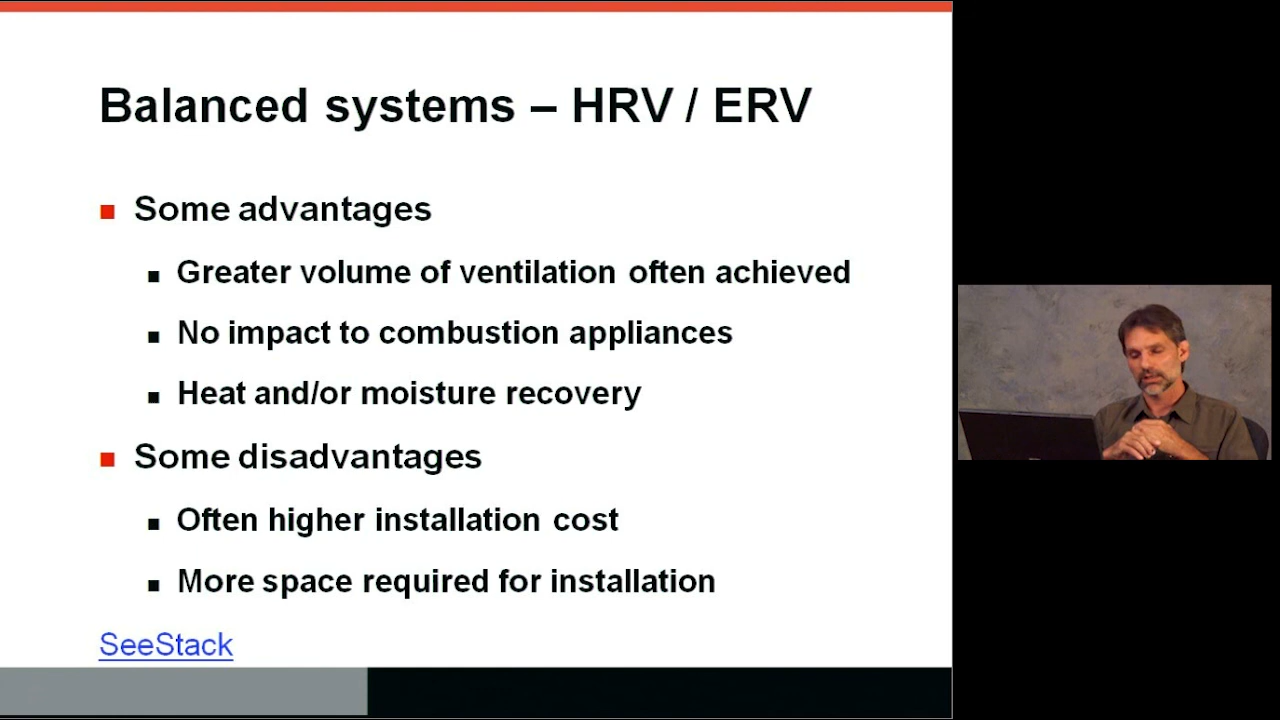 Balanced systems – HRV / ERV
Some advantages
Greater volume of ventilation often achieved
No impact to combustion appliances
Heat and/or moisture recovery
Some disadvantages
Often higher installation cost
More space required for installation
SeeStack